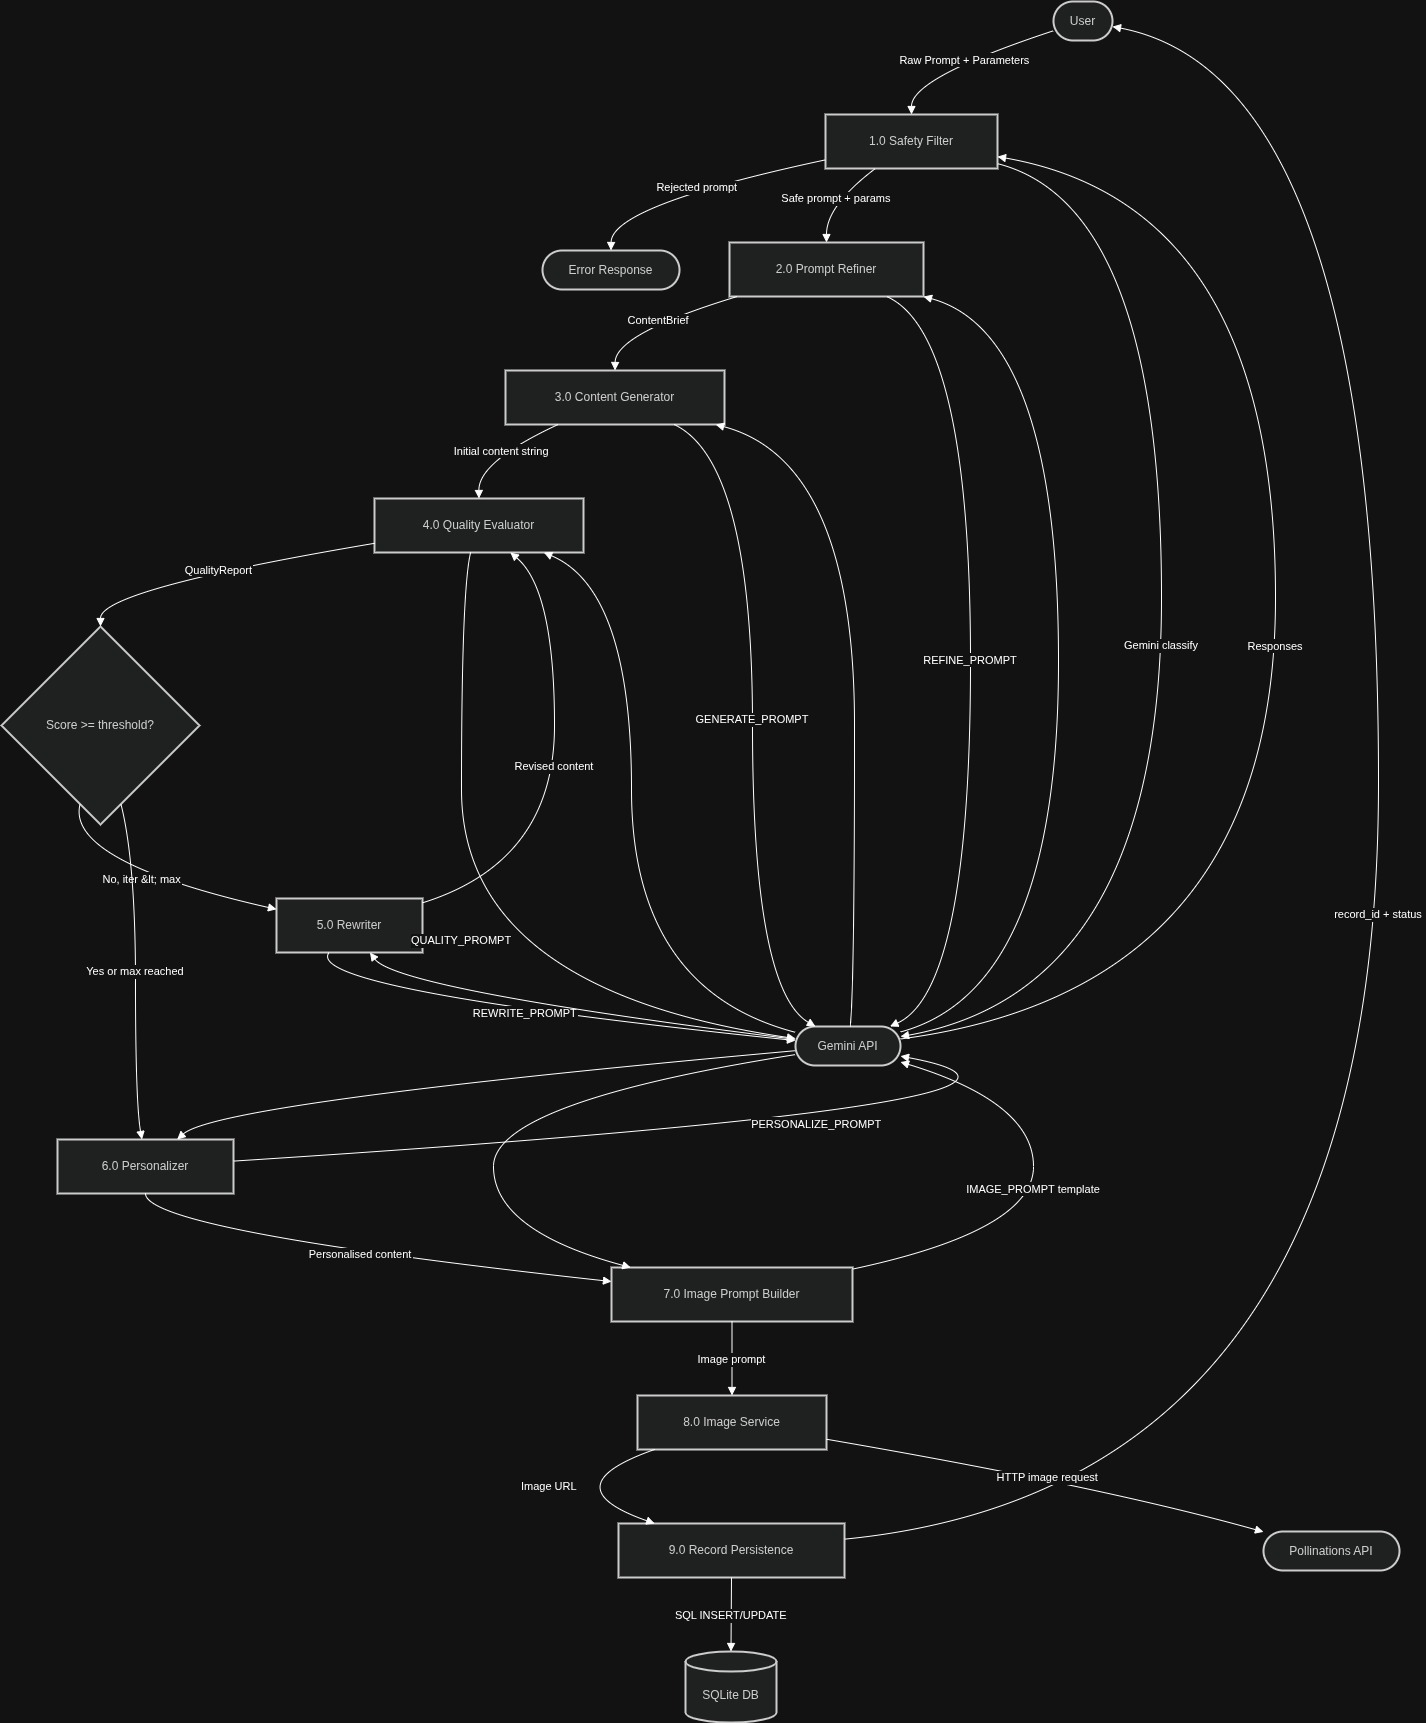 User
Raw Prompt + Parameters
1.0 Safety Filter
Rejected prompt
Safe prompt + params
Error Response
2.0 Prompt Refiner
ContentBrief
3.0 Content Generator
Initial content string
4.0 Quality Evaluator
QualityReport
Score >= threshold?
REFINE_PROMPT
Gemini classify
Responses
GENERATE_PROMPT
Revised content
No, iter &lt; max
5.0 Rewriter
QUALITY_PROMPT
record_id + status
Yes or max reached
REWRITE_PROMPT
Gemini API
PERSONALIZE_PROMPT
6.0 Personalizer
IMAGE_PROMPT template
Personalised content
7.0 Image Prompt Builder
Image prompt
8.0 Image Service
Image URL
HTTP image request
9.0 Record Persistence
Pollinations API
SQL INSERT/UPDATE
SQLite DB